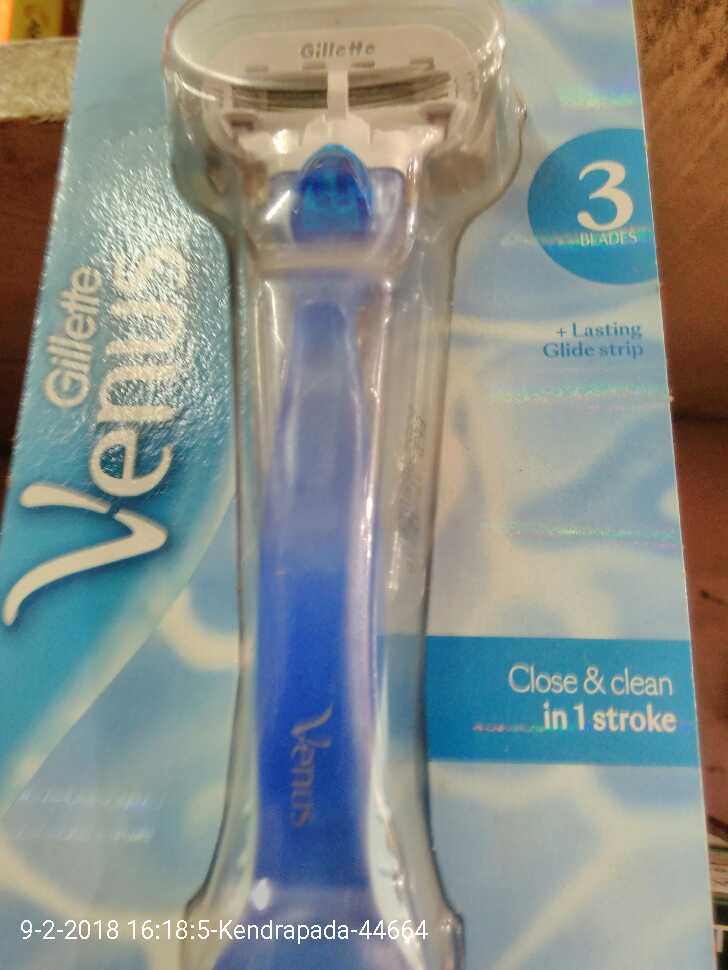 Gillette
3
BLADES
+ Lasting
Glide strip
Gillette
Venus
Close & clean
in 1 stroke
Venus
9-2-2018 16:18:5-Kendrapada-44664